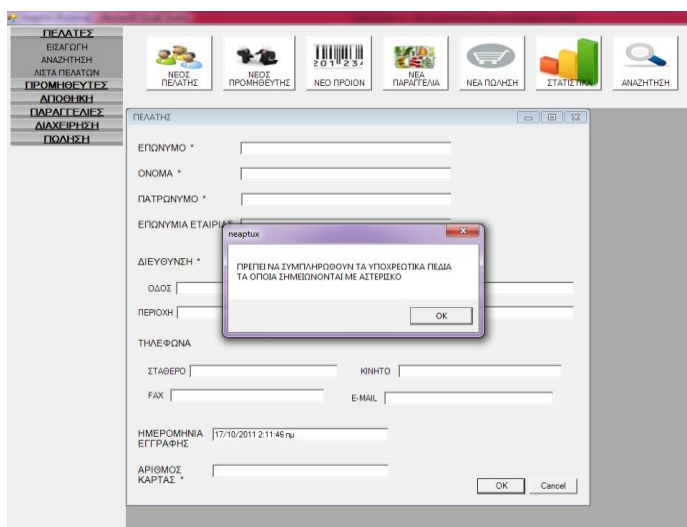 ΠΕΛΑΤΕΣ
ΕΙΣΑΓΩΓΗ
ΑΝΑΖΗΤΗΣΗ
ΛΙΣΤΑ ΠΕΛΑΤΩΝ
ΠΡΟΜΗΘΕΥΤΕΣ
ΑΠΟΘΗΚΗ
ΠΑΡΑΓΓΕΛΙΕΣ
ΔΙΑΧΕΙΡΗΣΗ
ΠΩΛΗΣΗ
ΝΕΟΣ ΠΕΛΑΤΗΣ
ΝΕΟΣ ΠΡΟΜΗΘΕΥΤΗΣ
201 234
ΝΕΟ ΠΡΟΙΟΝ
ΝΕΑ ΠΑΡΑΓΓΕΛΙΑ
ΝΕΑ ΠΩΛΗΣΗ
ΣΤΑΤΙΣΤΙΚΑ
ΑΝΑΖΗΤΗΣΗ
ΠΕΛΑΤΗΣ
ΕΠΩΝΥΜΟ *
ΟΝΟΜΑ *
ΠΑΤΡΩΝΥΜΟ *
ΕΠΩΝΥΜΙΑ ΕΤΑΙΡΙΑΣ
neaptux
ΠΡΕΠΕΙ ΝΑ ΣΥΜΠΛΗΡΩΘΟΥΝ ΤΑ ΥΠΟΧΡΕΩΤΙΚΑ ΠΕΔΙΑ
ΤΑ ΟΠΟΙΑ ΣΗΜΕΙΩΝΟΝΤΑΙ ΜΕ ΑΣΤΕΡΙΣΚΟ
OK
ΔΙΕΥΘΥΝΣΗ *
ΟΔΟΣ
ΠΕΡΙΟΧΗ
ΤΗΛΕΦΩΝΑ
ΣΤΑΘΕΡΟ
ΚΙΝΗΤΟ
FAX
E-MAIL
ΗΜΕΡΟΜΗΝΙΑ
ΕΓΓΡΑΦΗΣ
17/10/2011 2:11:46 πμ
ΑΡΙΘΜΟΣ
ΚΑΡΤΑΣ *
OK
Cancel